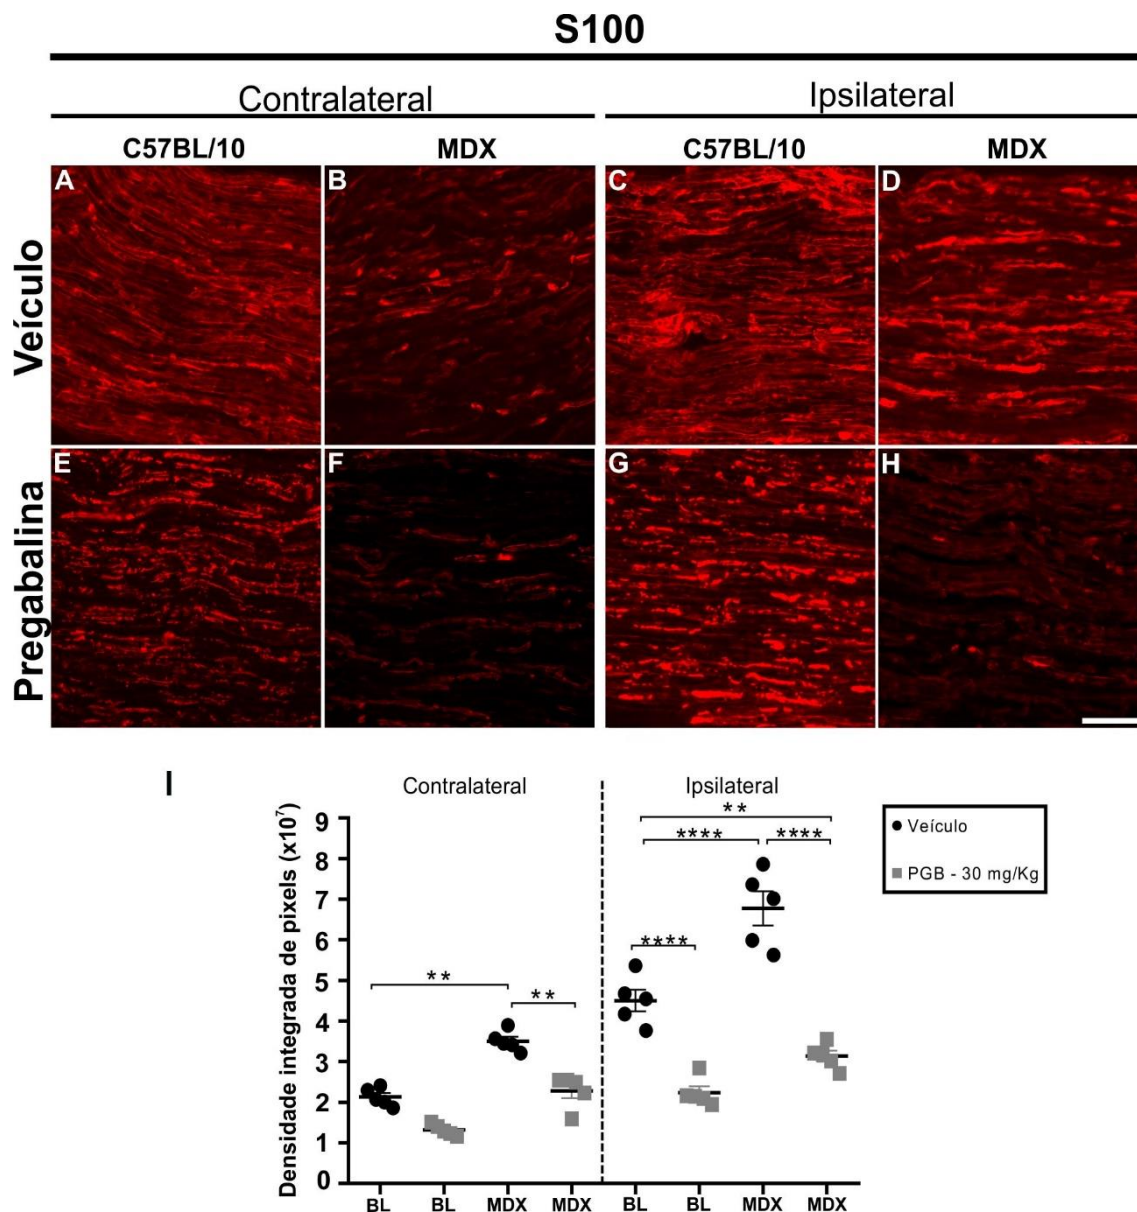 S100
Contralateral
Ipsilateral
C57BL/10
MDX
C57BL/10
MDX
Veículo
A
B
C
D
Pregabalina
E
F
G
H
I
Contralateral
Ipsilateral
Densidade integrada de pixels (x10⁷)
9
8
7
6
5
4
3
2
1
0
**
**
****
**
****
****
BL
BL
MDX
MDX
BL
BL
MDX
MDX
Veículo
PGB - 30 mg/Kg